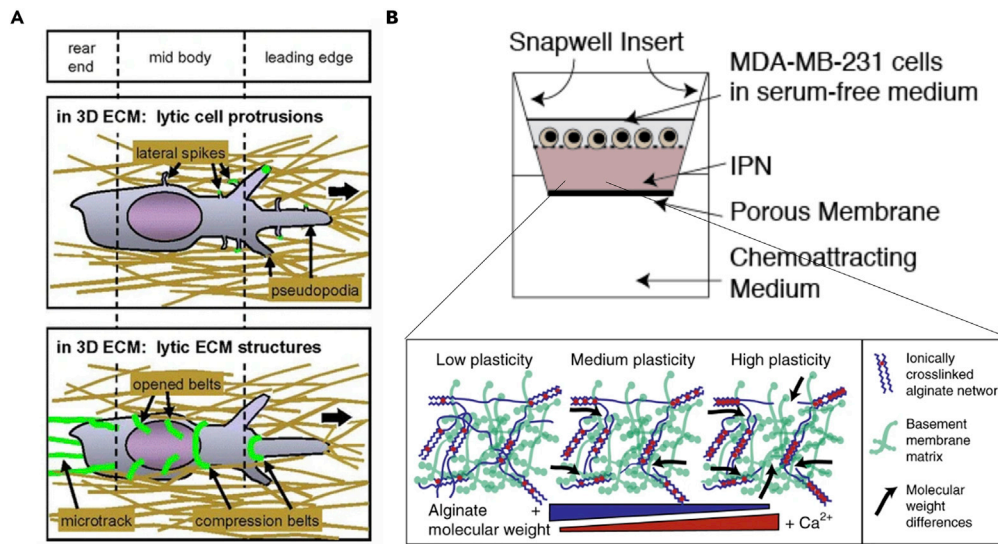 A
rear
end
mid body
leading edge
in 3D ECM: lytic cell protrusions
lateral spikes
pseudopodia
in 3D ECM: lytic ECM structures
opened belts
microtrack
compression belts
B
Snapwell Insert
MDA-MB-231 cells
in serum-free medium
IPN
Porous Membrane
Chemoattracting
Medium
Low plasticity
Medium plasticity
High plasticity
Alginate
molecular weight
+
+ Ca²⁺
Ionically
crosslinked
alginate network
Basement
membrane
matrix
Molecular
weight
differences